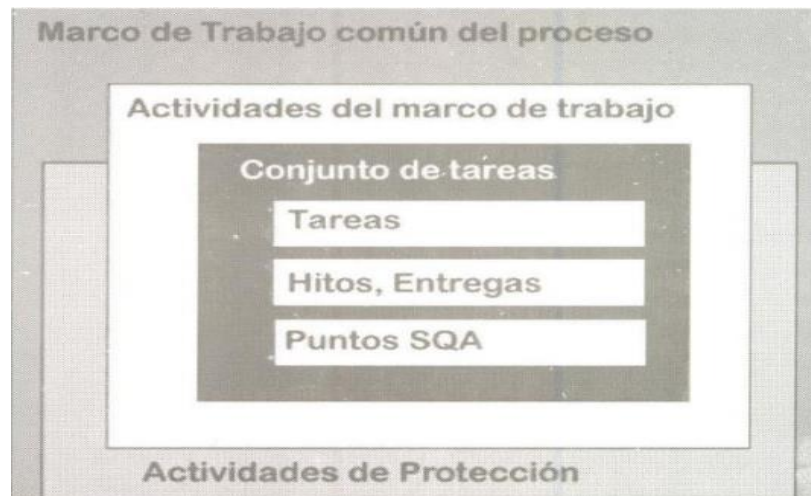 Marco de Trabajo común del proceso
Actividades del marco de trabajo
Conjunto de tareas
Tareas
Hitos, Entregas
Puntos SQA
Actividades de Protección